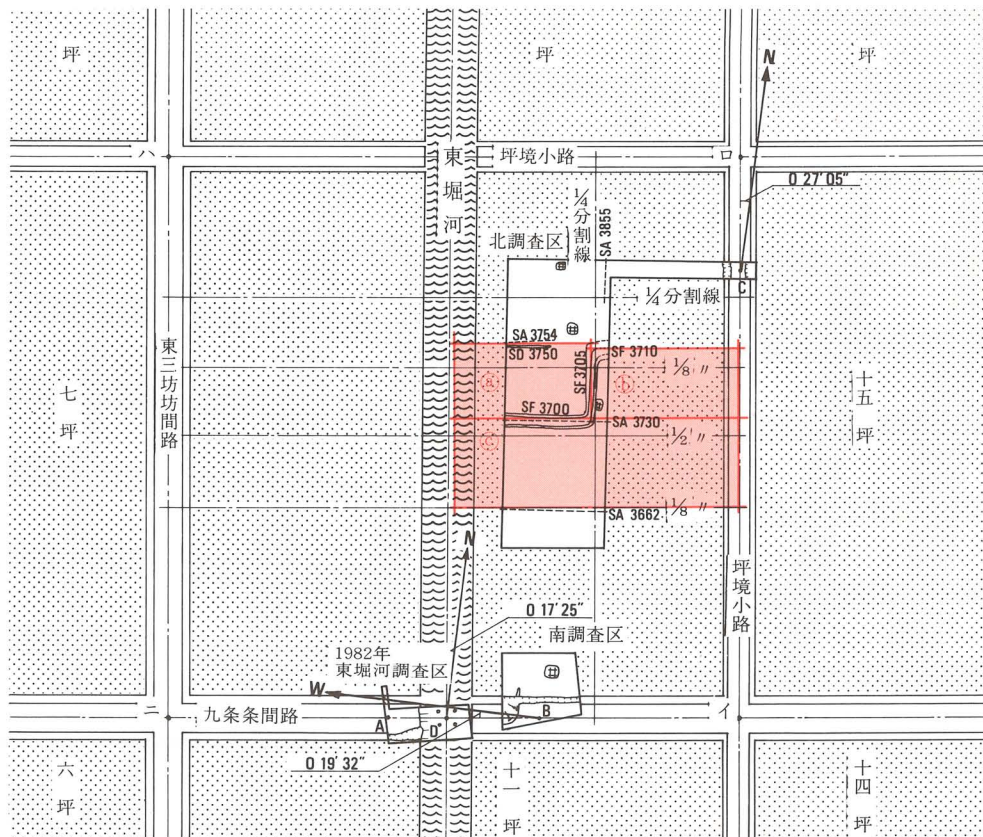 坪
坪
坪
N
ハ
東堀河
坪境小路
ロ
0 27′05″
1/4分割線
SA 3855
北調査区
C
1/4分割線
東三坊坊間路
SA 3754
SD 3750
SF 3705
SF 3710
ⓐ
1/8 〃
ⓑ
七坪
十五坪
SF 3700
SA 3730
ⓒ
1/2 〃
SA 3662
1/8 〃
N
坪境小路
0 17′25″
南調査区
1982年
東堀河調査区
W
ニ
九条条間路
A
D
B
イ
0 19′32″
六坪
十一坪
十四坪